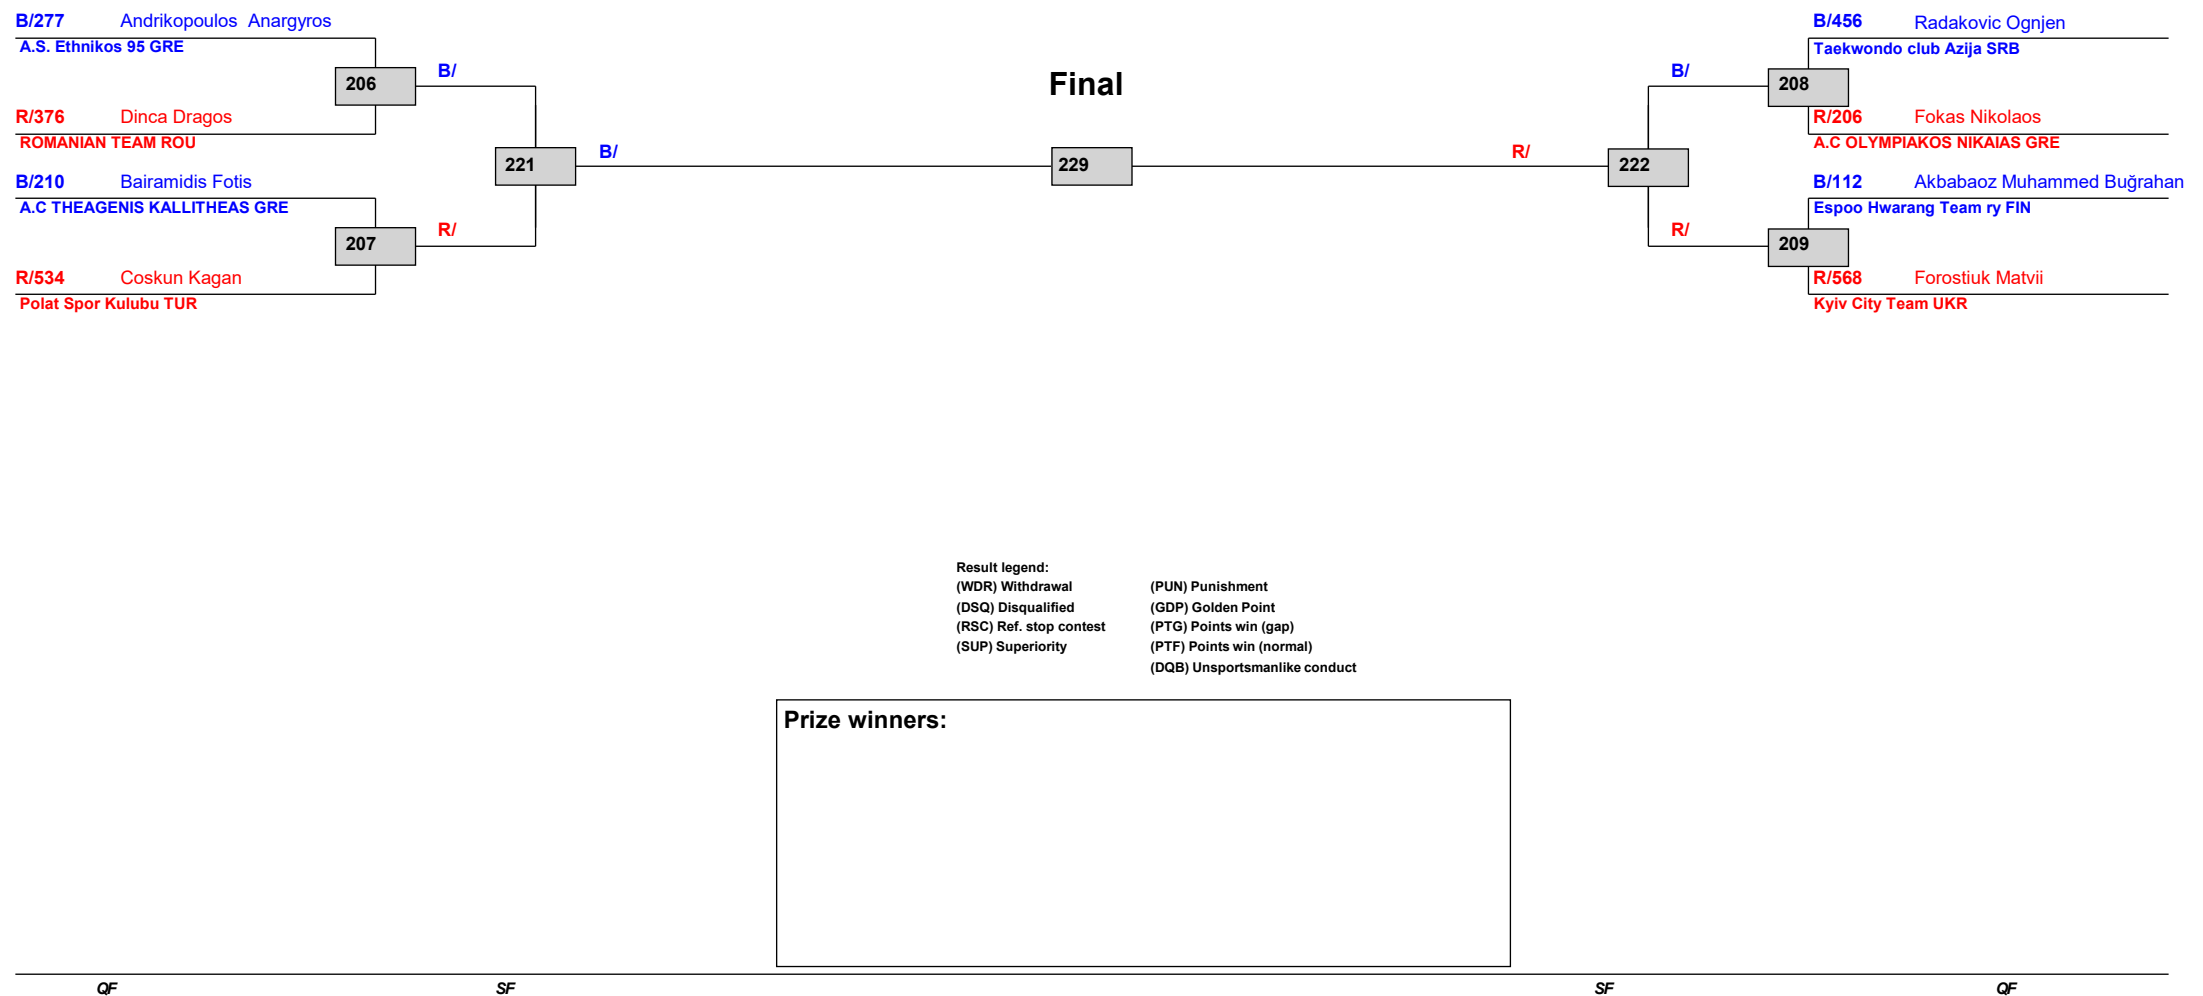 B/277 Andrikopoulos  Anargyros
A.S. Ethnikos 95 GRE
206
B/
R/376 Dinca Dragos
ROMANIAN TEAM ROU
221
B/
B/210 Bairamidis Fotis
A.C THEAGENIS KALLITHEAS GRE
207
R/
R/534 Coskun Kagan
Polat Spor Kulubu TUR
Final
229
B/456 Radakovic Ognjen
Taekwondo club Azija SRB
B/
208
R/206 Fokas Nikolaos
A.C OLYMPIAKOS NIKAIAS GRE
R/
222
B/112 Akbabaoz Muhammed Buğrahan
Espoo Hwarang Team ry FIN
R/
209
R/568 Forostiuk Matvii
Kyiv City Team UKR
Result legend:
(WDR) Withdrawal
(DSQ) Disqualified
(RSC) Ref. stop contest
(SUP) Superiority
(PUN) Punishment
(GDP) Golden Point
(PTG) Points win (gap)
(PTF) Points win (normal)
(DQB) Unsportsmanlike conduct
Prize winners:
QF SF SF QF